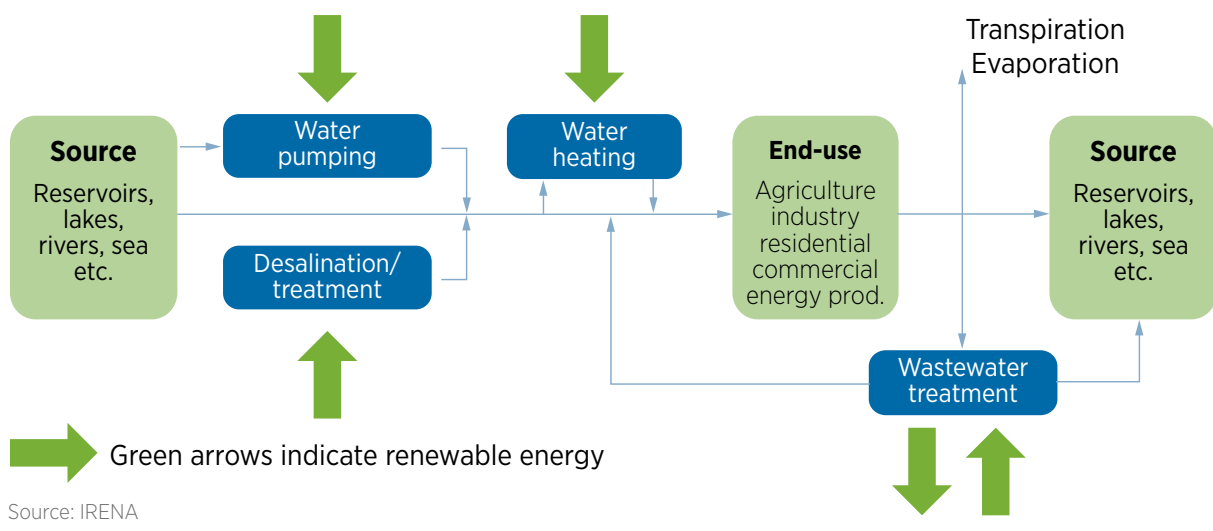 Transpiration
Evaporation
Source
Reservoirs,
lakes,
rivers, sea
etc.
Water
pumping
Desalination/
treatment
Water
heating
End-use
Agriculture
industry
residential
commercial
energy prod.
Source
Reservoirs,
lakes,
rivers, sea
etc.
Wastewater
treatment
Green arrows indicate renewable energy
Source: IRENA